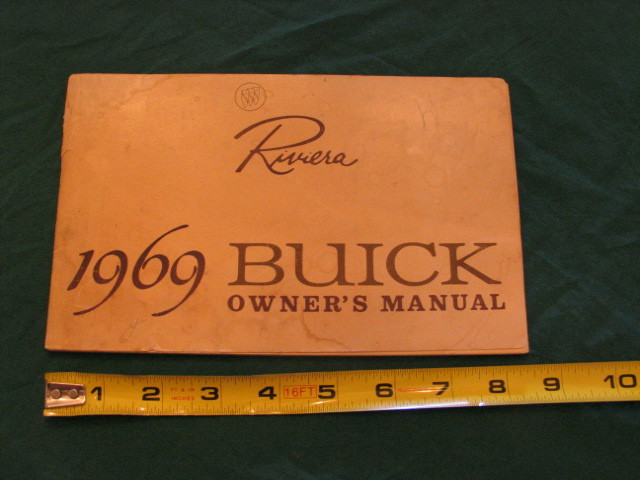 Riviera
1969 BUICK
OWNER'S MANUAL
1 2 3 4 16FT 5 6 7 8 9 10